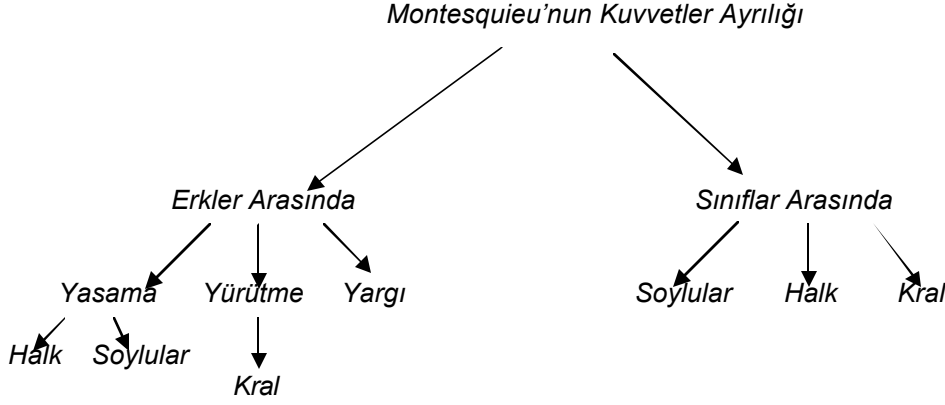 Montesquieu’nun Kuvvetler Ayrılığı
Erkler Arasında
Sınıflar Arasında
Yasama Yürütme Yargı
Soylular Halk Kral
Halk Soylular
Kral